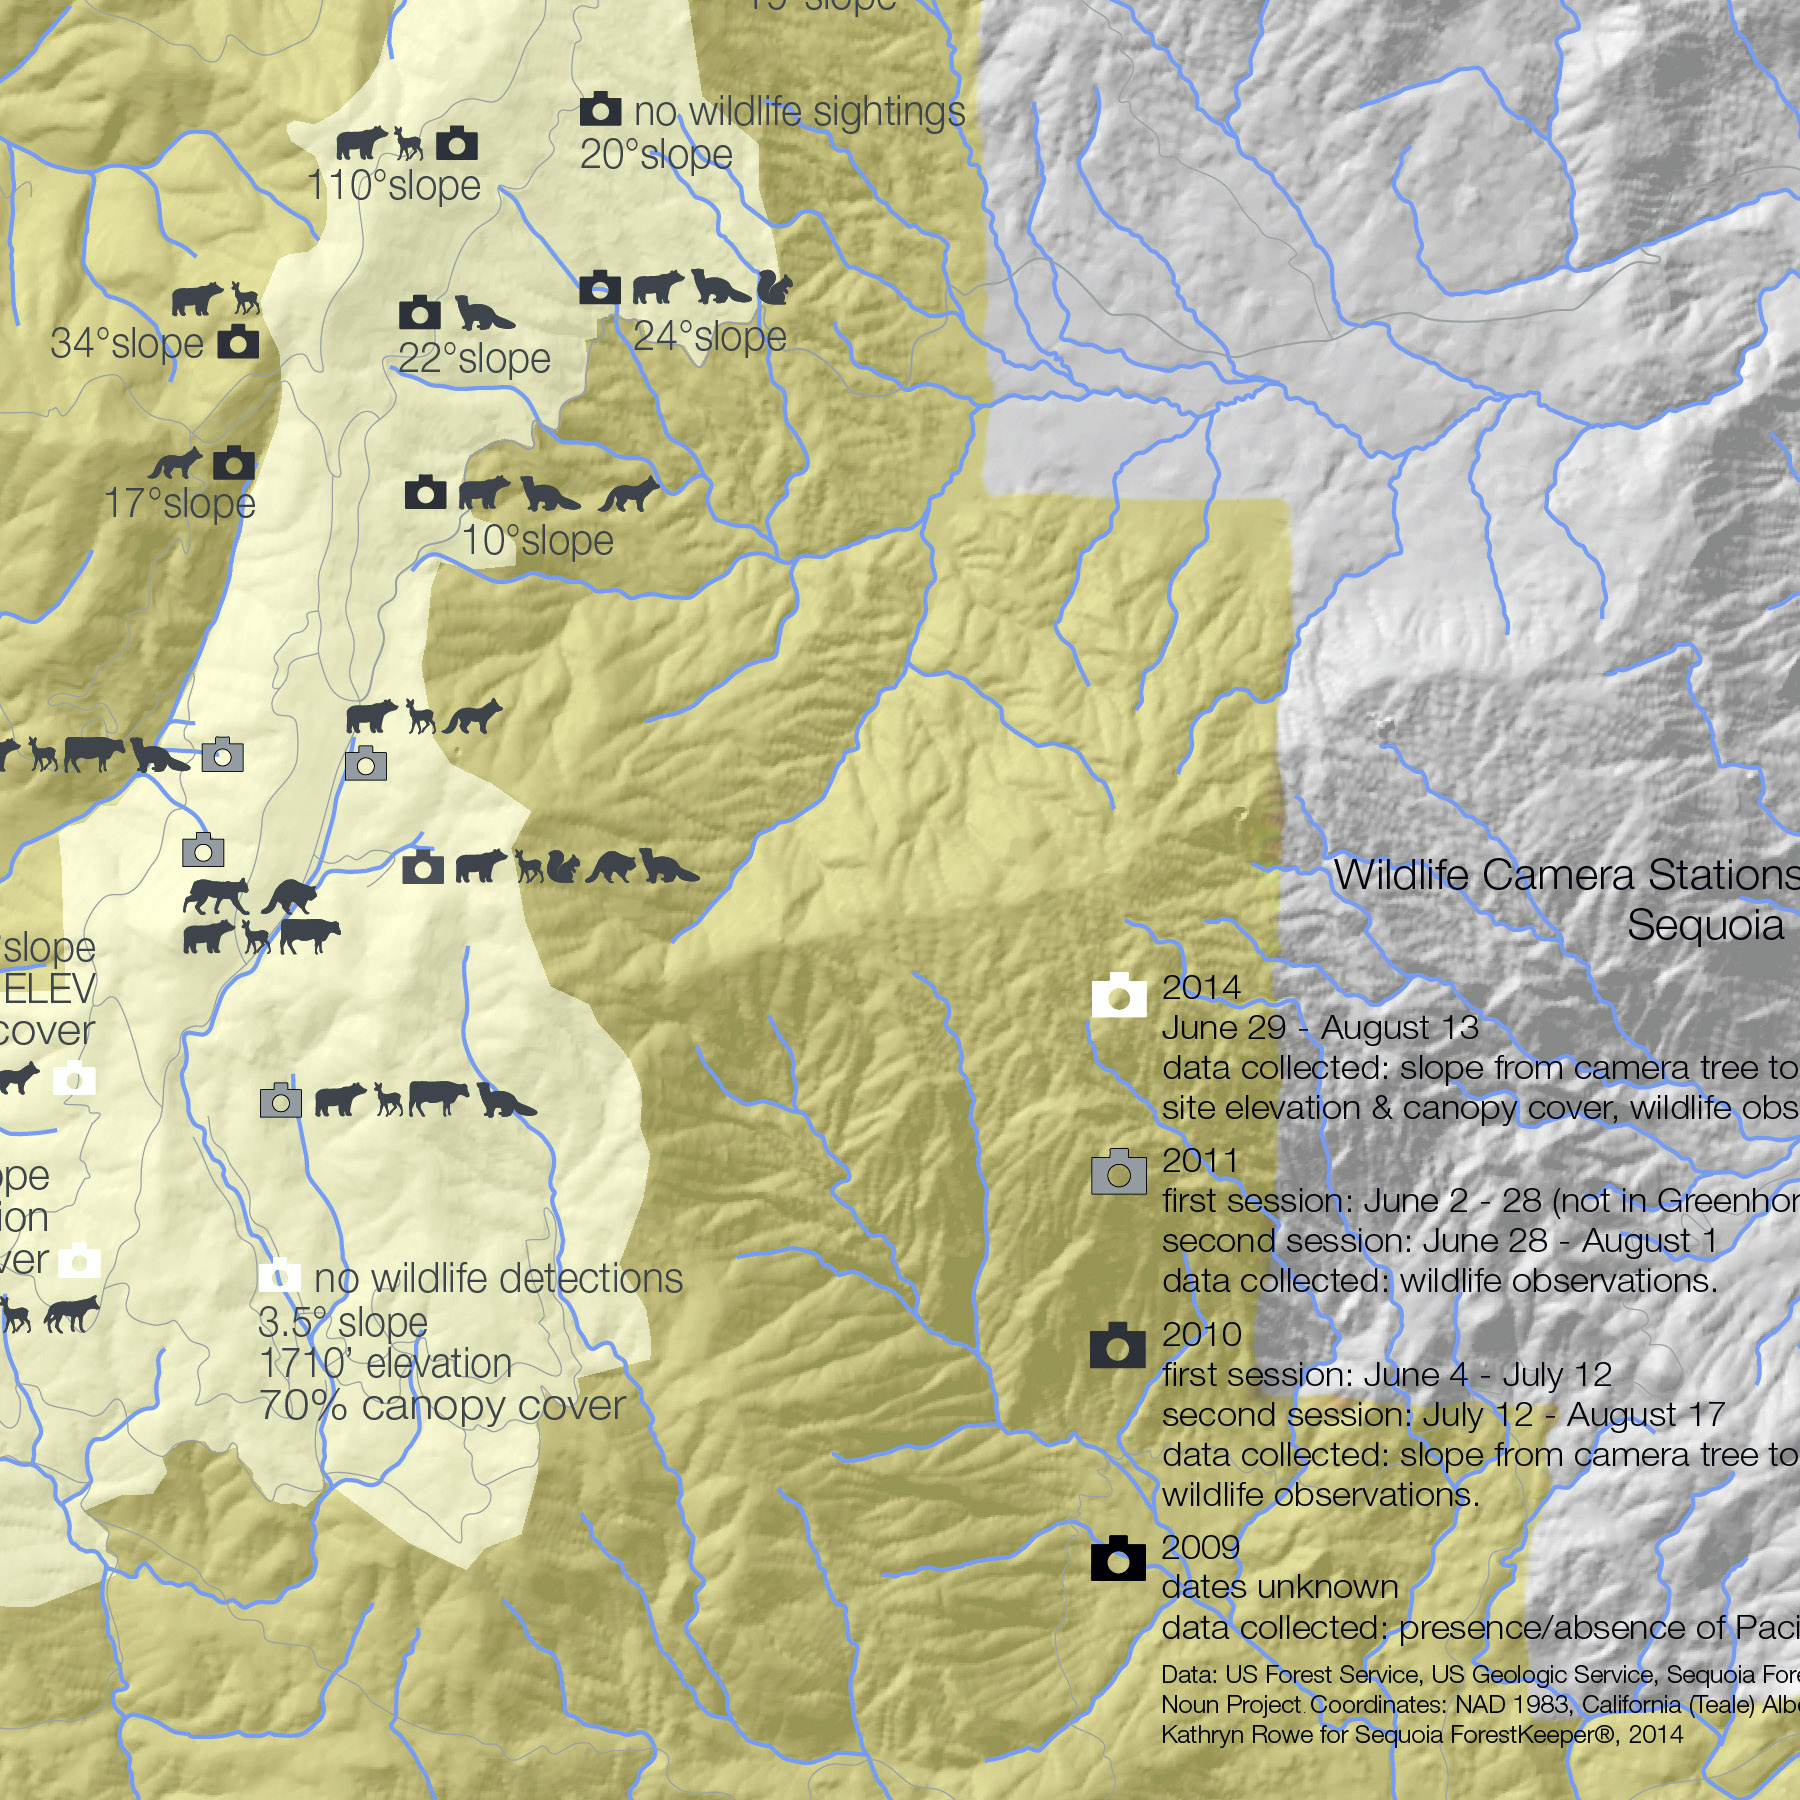 19°slope
no wildlife sightings
20°slope
110°slope
34°slope
22°slope
24°slope
17°slope
10°slope
slope
ELEV
cover
ope
ion
ver
no wildlife detections
3.5° slope
1710’ elevation
70% canopy cover
Wildlife Camera Stations
Sequoia
2014
June 29 - August 13
data collected: slope from camera tree to
site elevation & canopy cover, wildlife obs
2011
first session: June 2 - 28 (not in Greenhor
second session: June 28 - August 1
data collected: wildlife observations.
2010
first session: June 4 - July 12
second session: July 12 - August 17
data collected: slope from camera tree to
wildlife observations.
2009
dates unknown
data collected: presence/absence of Paci
Data: US Forest Service, US Geologic Service, Sequoia Fore
Noun Project. Coordinates: NAD 1983, California (Teale) Albe
Kathryn Rowe for Sequoia ForestKeeper®, 2014